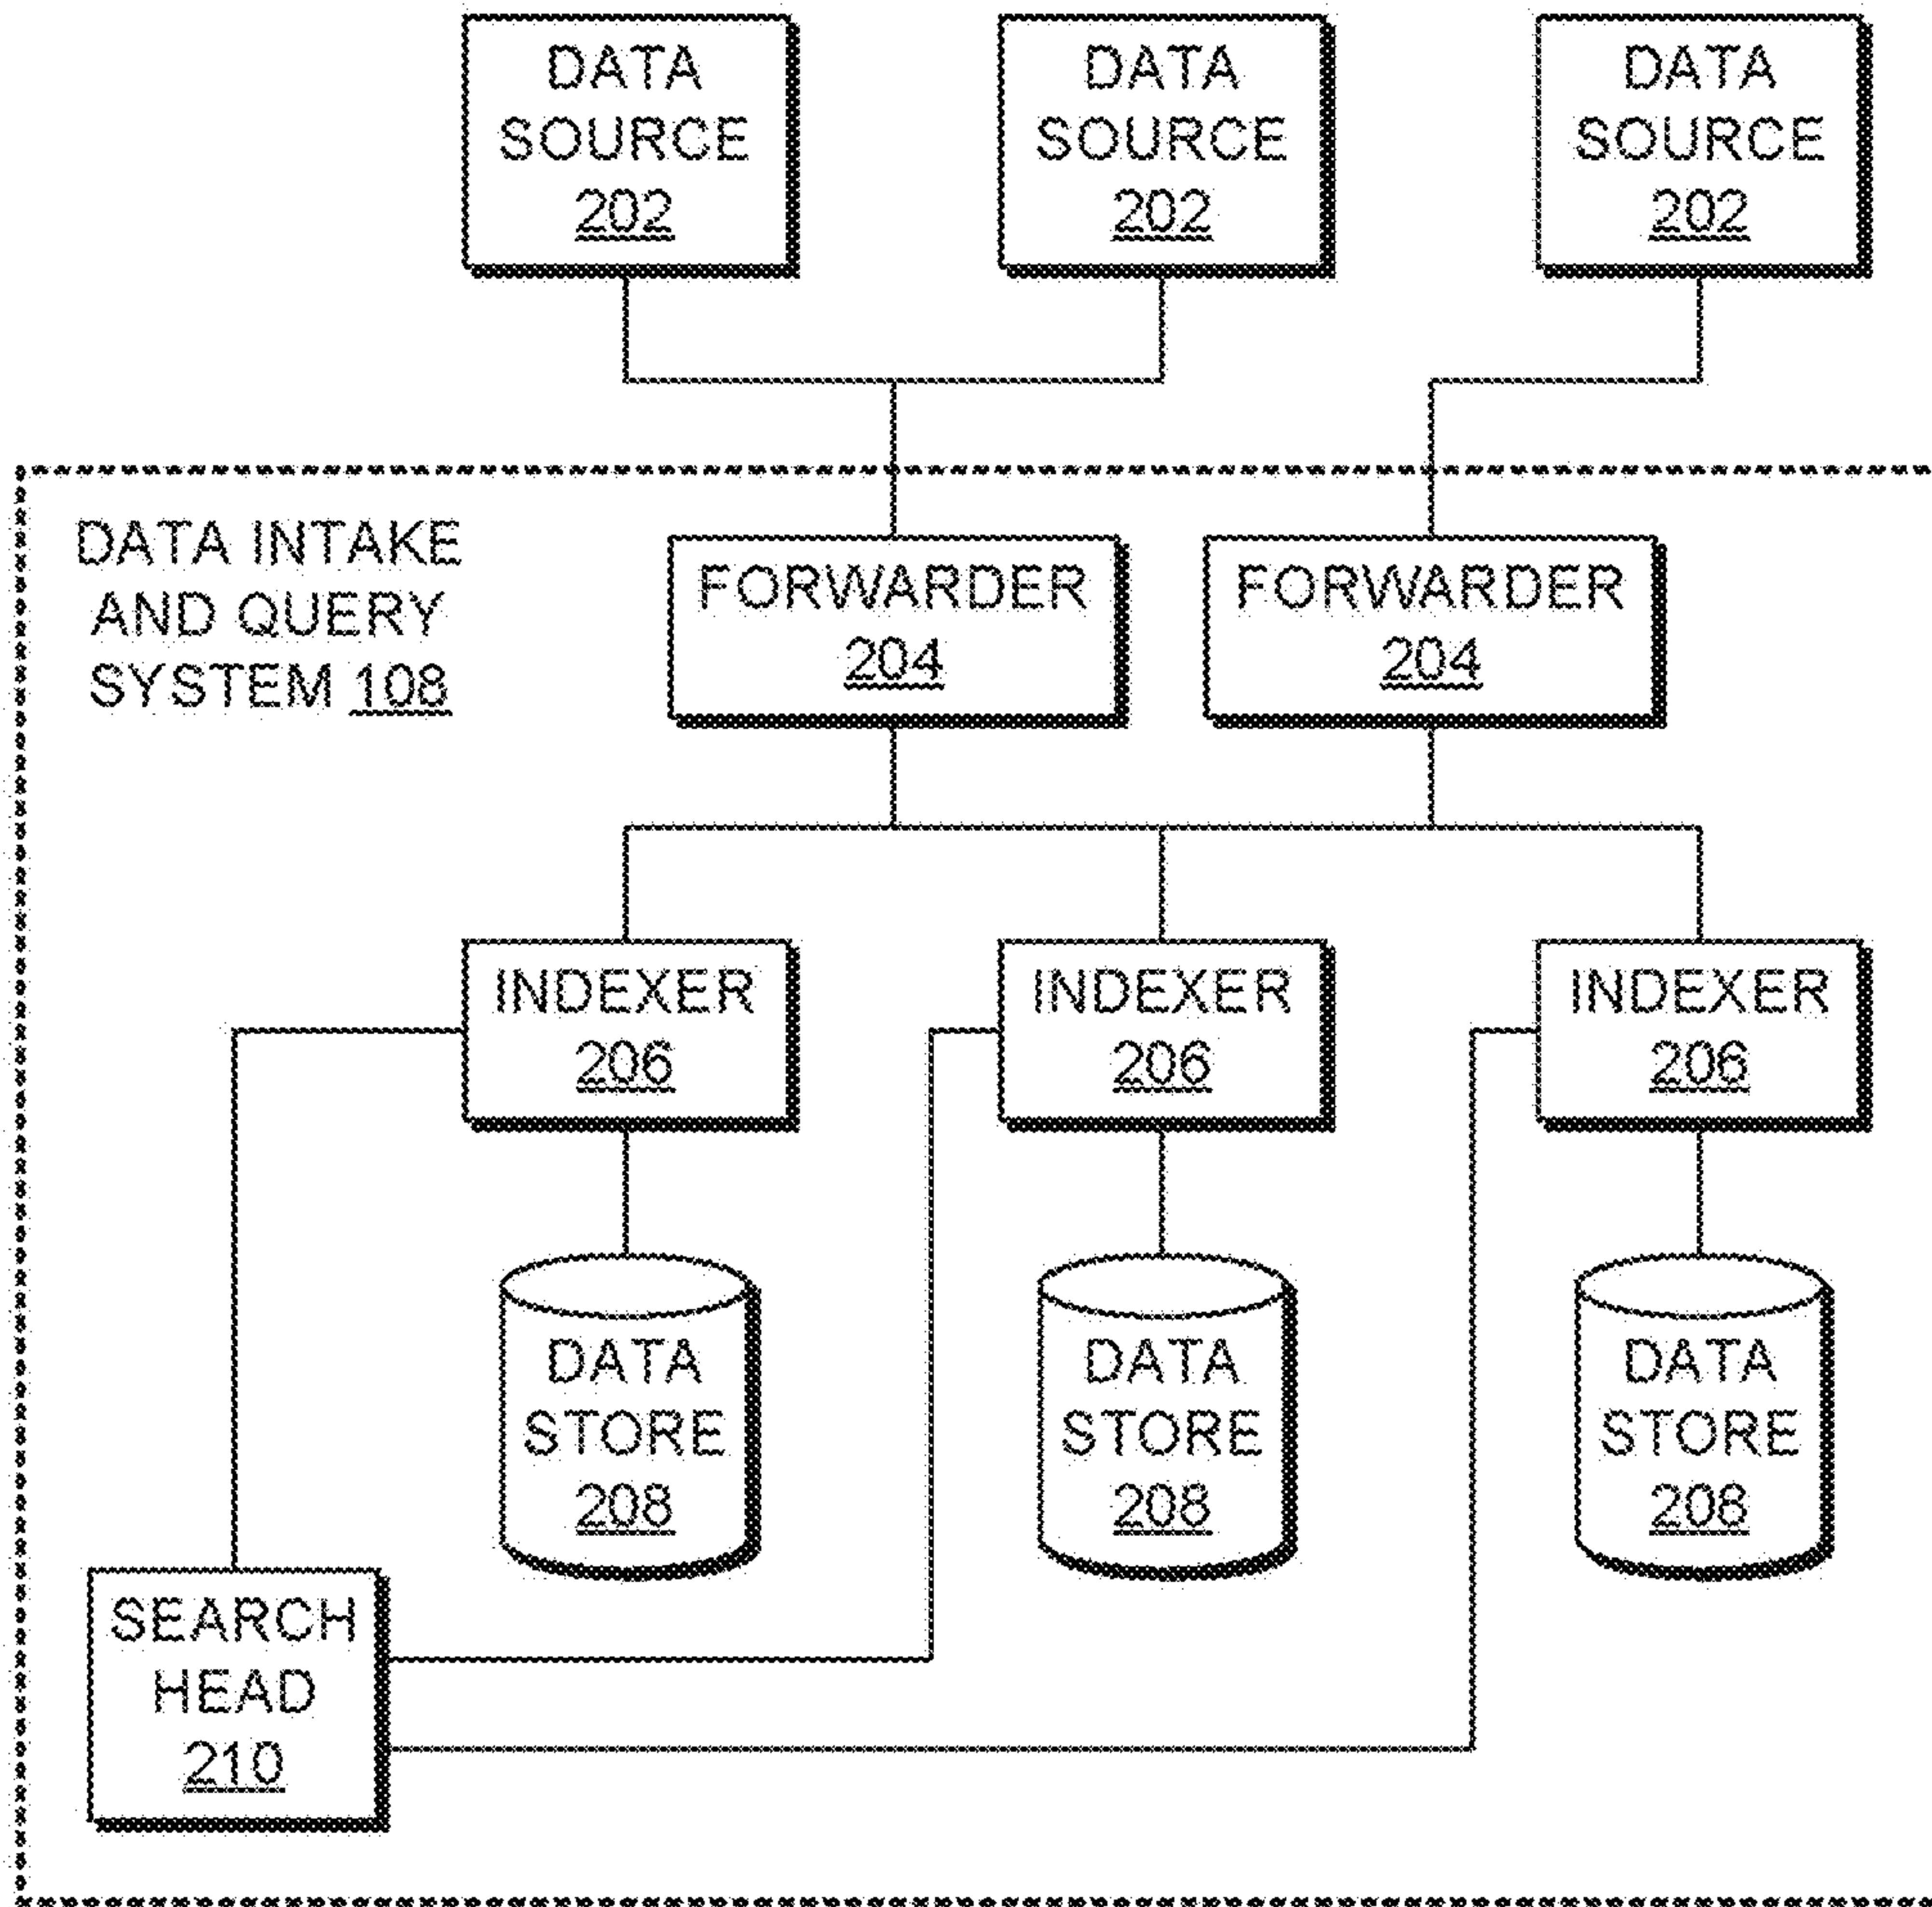 DATA
SOURCE
202
DATA
SOURCE
202
DATA
SOURCE
202
DATA INTAKE
AND QUERY
SYSTEM 108
FORWARDER
204
FORWARDER
204
INDEXER
206
INDEXER
206
INDEXER
206
DATA
STORE
208
DATA
STORE
208
DATA
STORE
208
SEARCH
HEAD
210